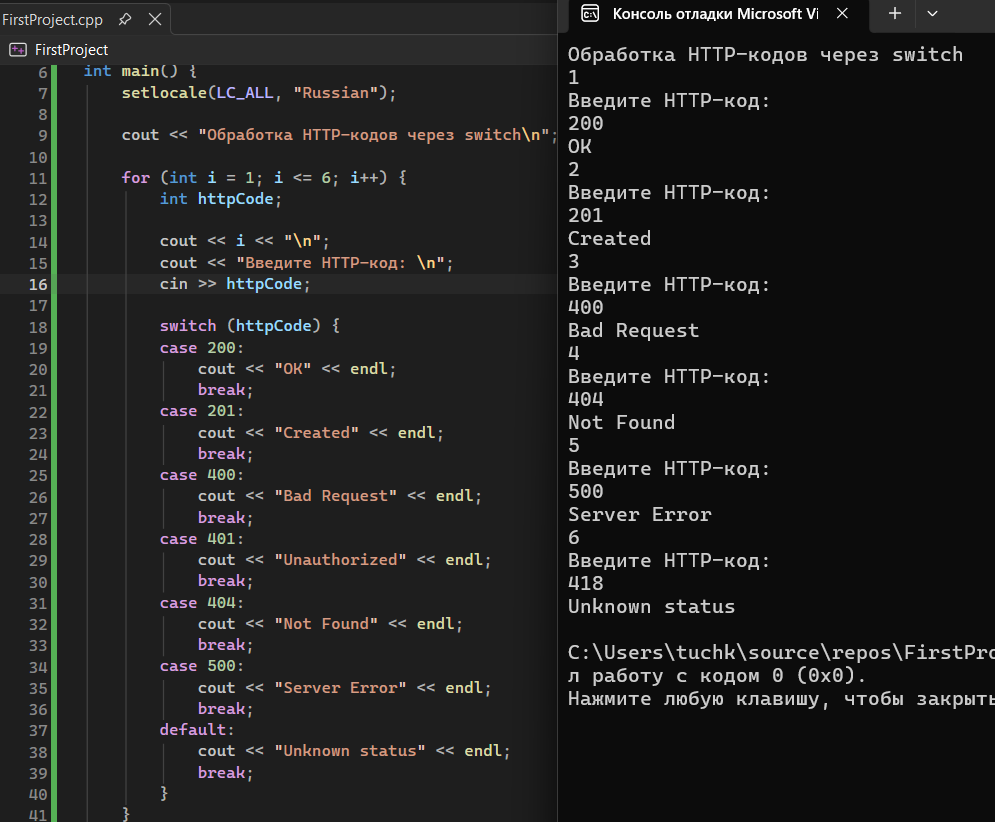 FirstProject.cpp
FirstProject
6 int main() {
7 setlocale(LC_ALL, "Russian");
8
9 cout << "Обработка HTTP-кодов через switch\n";
10
11 for (int i = 1; i <= 6; i++) {
12 int httpCode;
13
14 cout << i << "\n";
15 cout << "Введите HTTP-код: \n";
16 cin >> httpCode;
17
18 switch (httpCode) {
19 case 200:
20 cout << "OK" << endl;
21 break;
22 case 201:
23 cout << "Created" << endl;
24 break;
25 case 400:
26 cout << "Bad Request" << endl;
27 break;
28 case 401:
29 cout << "Unauthorized" << endl;
30 break;
31 case 404:
32 cout << "Not Found" << endl;
33 break;
34 case 500:
35 cout << "Server Error" << endl;
36 break;
37 default:
38 cout << "Unknown status" << endl;
39 break;
40 }
41 }
Консоль отладки Microsoft Vi
Обработка HTTP-кодов через switch
1
Введите HTTP-код:
200
OK
2
Введите HTTP-код:
201
Created
3
Введите HTTP-код:
400
Bad Request
4
Введите HTTP-код:
404
Not Found
5
Введите HTTP-код:
500
Server Error
6
Введите HTTP-код:
418
Unknown status
C:\Users\tuchk\source\repos\FirstPro
л работу с кодом 0 (0x0).
Нажмите любую клавишу, чтобы закрыть